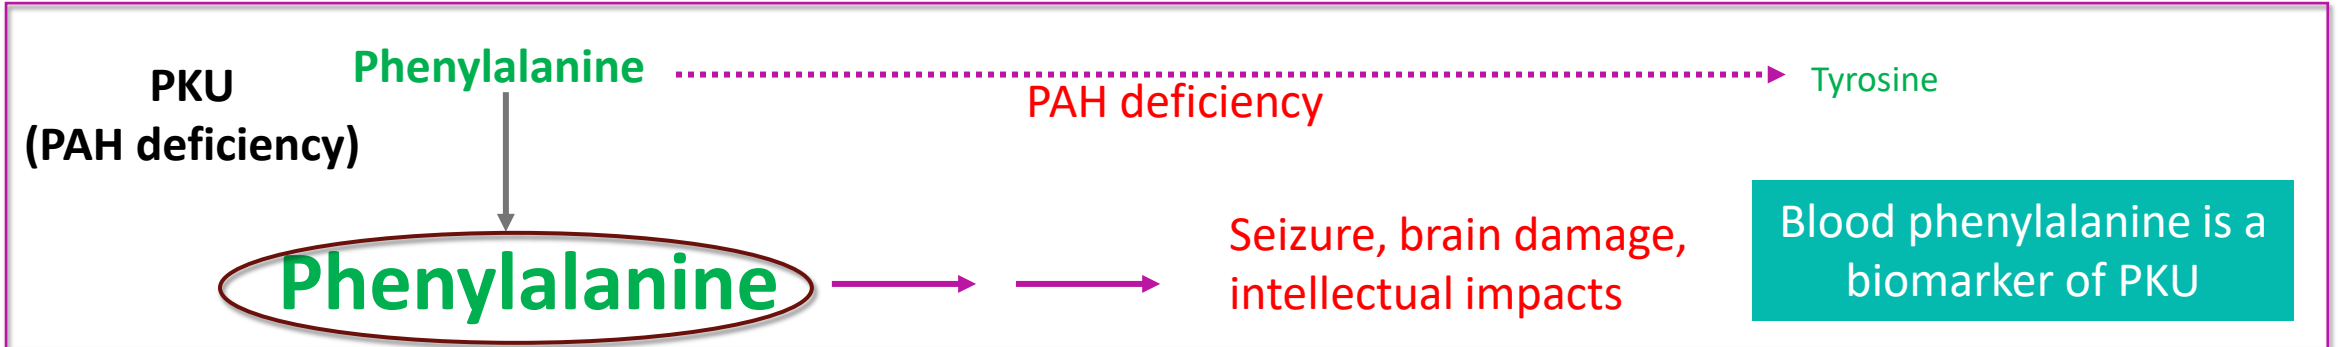 PKU
(PAH deficiency)
Phenylalanine
PAH deficiency
Tyrosine
Phenylalanine
Seizure, brain damage,
intellectual impacts
Blood phenylalanine is a
biomarker of PKU